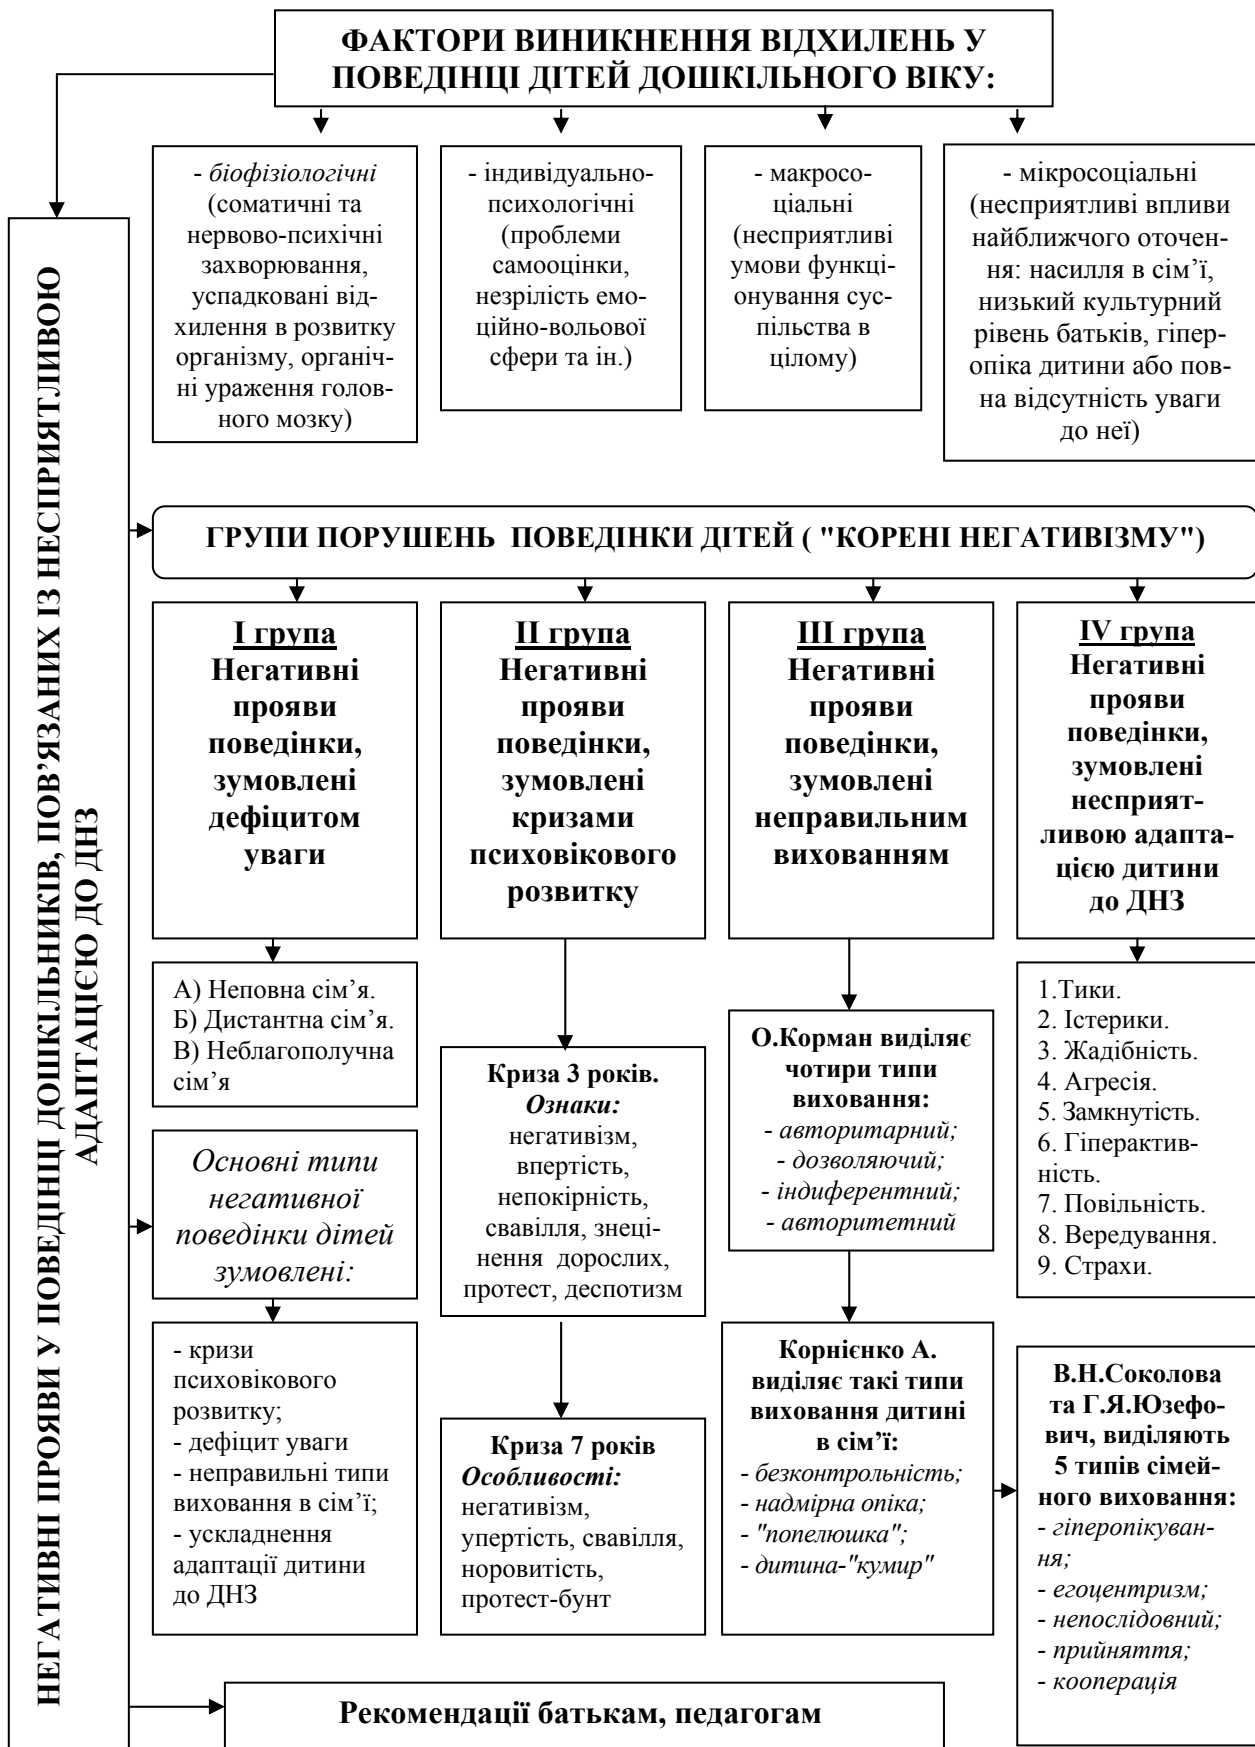 ФАКТОРИ ВИНИКНЕННЯ ВІДХИЛЕНЬ У
ПОВЕДІНЦІ ДІТЕЙ ДОШКІЛЬНОГО ВІКУ:
- біофізіологічні
(соматичні та
нервово-психічні
захворювання,
успадковані від-
хилення в розвитку
організму, органіч-
ні ураження голов-
ного мозку)
- індивідуально-
психологічні
(проблеми
самооцінки,
незрілість емо-
ційно-вольової
сфери та ін.)
- макросо-
ціальні
(несприятливі
умови функці-
онування сус-
пільства в
цілому)
- мікросоціальні
(несприятливі впливи
найближчого оточен-
ня: насилля в сім’ї,
низький культурний
рівень батьків, гіпер-
опіка дитини або пов-
на відсутність уваги
до неї)
НЕГАТИВНІ ПРОЯВИ У ПОВЕДІНЦІ ДОШКІЛЬНИКІВ, ПОВ’ЯЗАНИХ ІЗ НЕСПРИЯТЛИВОЮ
АДАПТАЦІЄЮ ДО ДНЗ
ГРУПИ ПОРУШЕНЬ ПОВЕДІНКИ ДІТЕЙ ( "КОРЕНІ НЕГАТИВІЗМУ")
І група
Негативні
прояви
поведінки,
зумовлені
дефіцитом
уваги
ІІ група
Негативні
прояви
поведінки,
зумовлені
кризами
психовікового
розвитку
ІІІ група
Негативні
прояви
поведінки,
зумовлені
неправильним
вихованням
IV група
Негативні
прояви
поведінки,
зумовлені
несприят-
ливою адапта-
цією дитини
до ДНЗ
А) Неповна сім’я.
Б) Дистантна сім’я.
В) Неблагополучна
сім’я
Основні типи
негативної
поведінки дітей
зумовлені:
- кризи
психовікового
розвитку;
- дефіцит уваги
- неправильні типи
виховання в сім’ї;
- ускладнення
адаптації дитини
до ДНЗ
Криза 3 років.
Ознаки:
негативізм,
впертість,
непокірність,
свавілля, знеці-
нення дорослих,
протест, деспотизм
Криза 7 років
Особливості:
негативізм,
упертість, свавілля,
норовитість,
протест-бунт
О.Корман виділяє
чотири типи
виховання:
- авторитарний;
- дозволяючий;
- індиферентний;
- авторитетний
Корнієнко А.
виділяє такі типи
виховання дитині
в сім’ї:
- безконтрольність;
- надмірна опіка;
- "попелюшка";
- дитина-"кумир"
1.Тики.
2. Істерики.
3. Жадібність.
4. Агресія.
5. Замкнутість.
6. Гіперактив-
ність.
7. Повільність.
8. Вередування.
9. Страхи.
В.Н.Соколова
та Г.Я.Юзефо-
вич, виділяють
5 типів сімей-
ного виховання:
- гіперопікуван-
ня;
- егоцентризм;
- непослідовний;
- прийняття;
- кооперація
Рекомендації батькам, педагогам